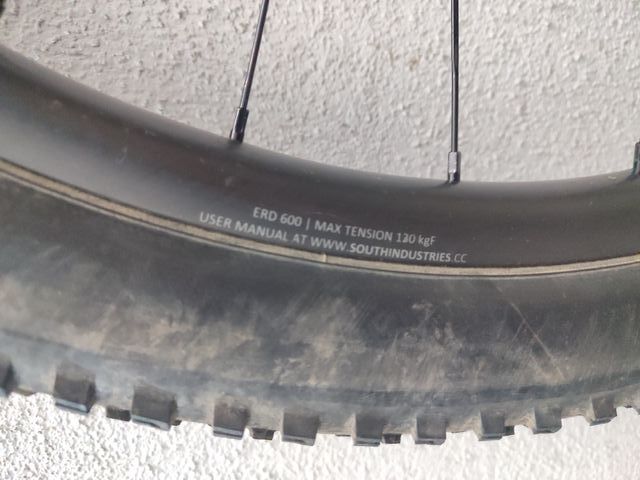 ERD 600 | MAX TENSION 130 kgF
USER MANUAL AT WWW.SOUTHINDUSTRIES.CC